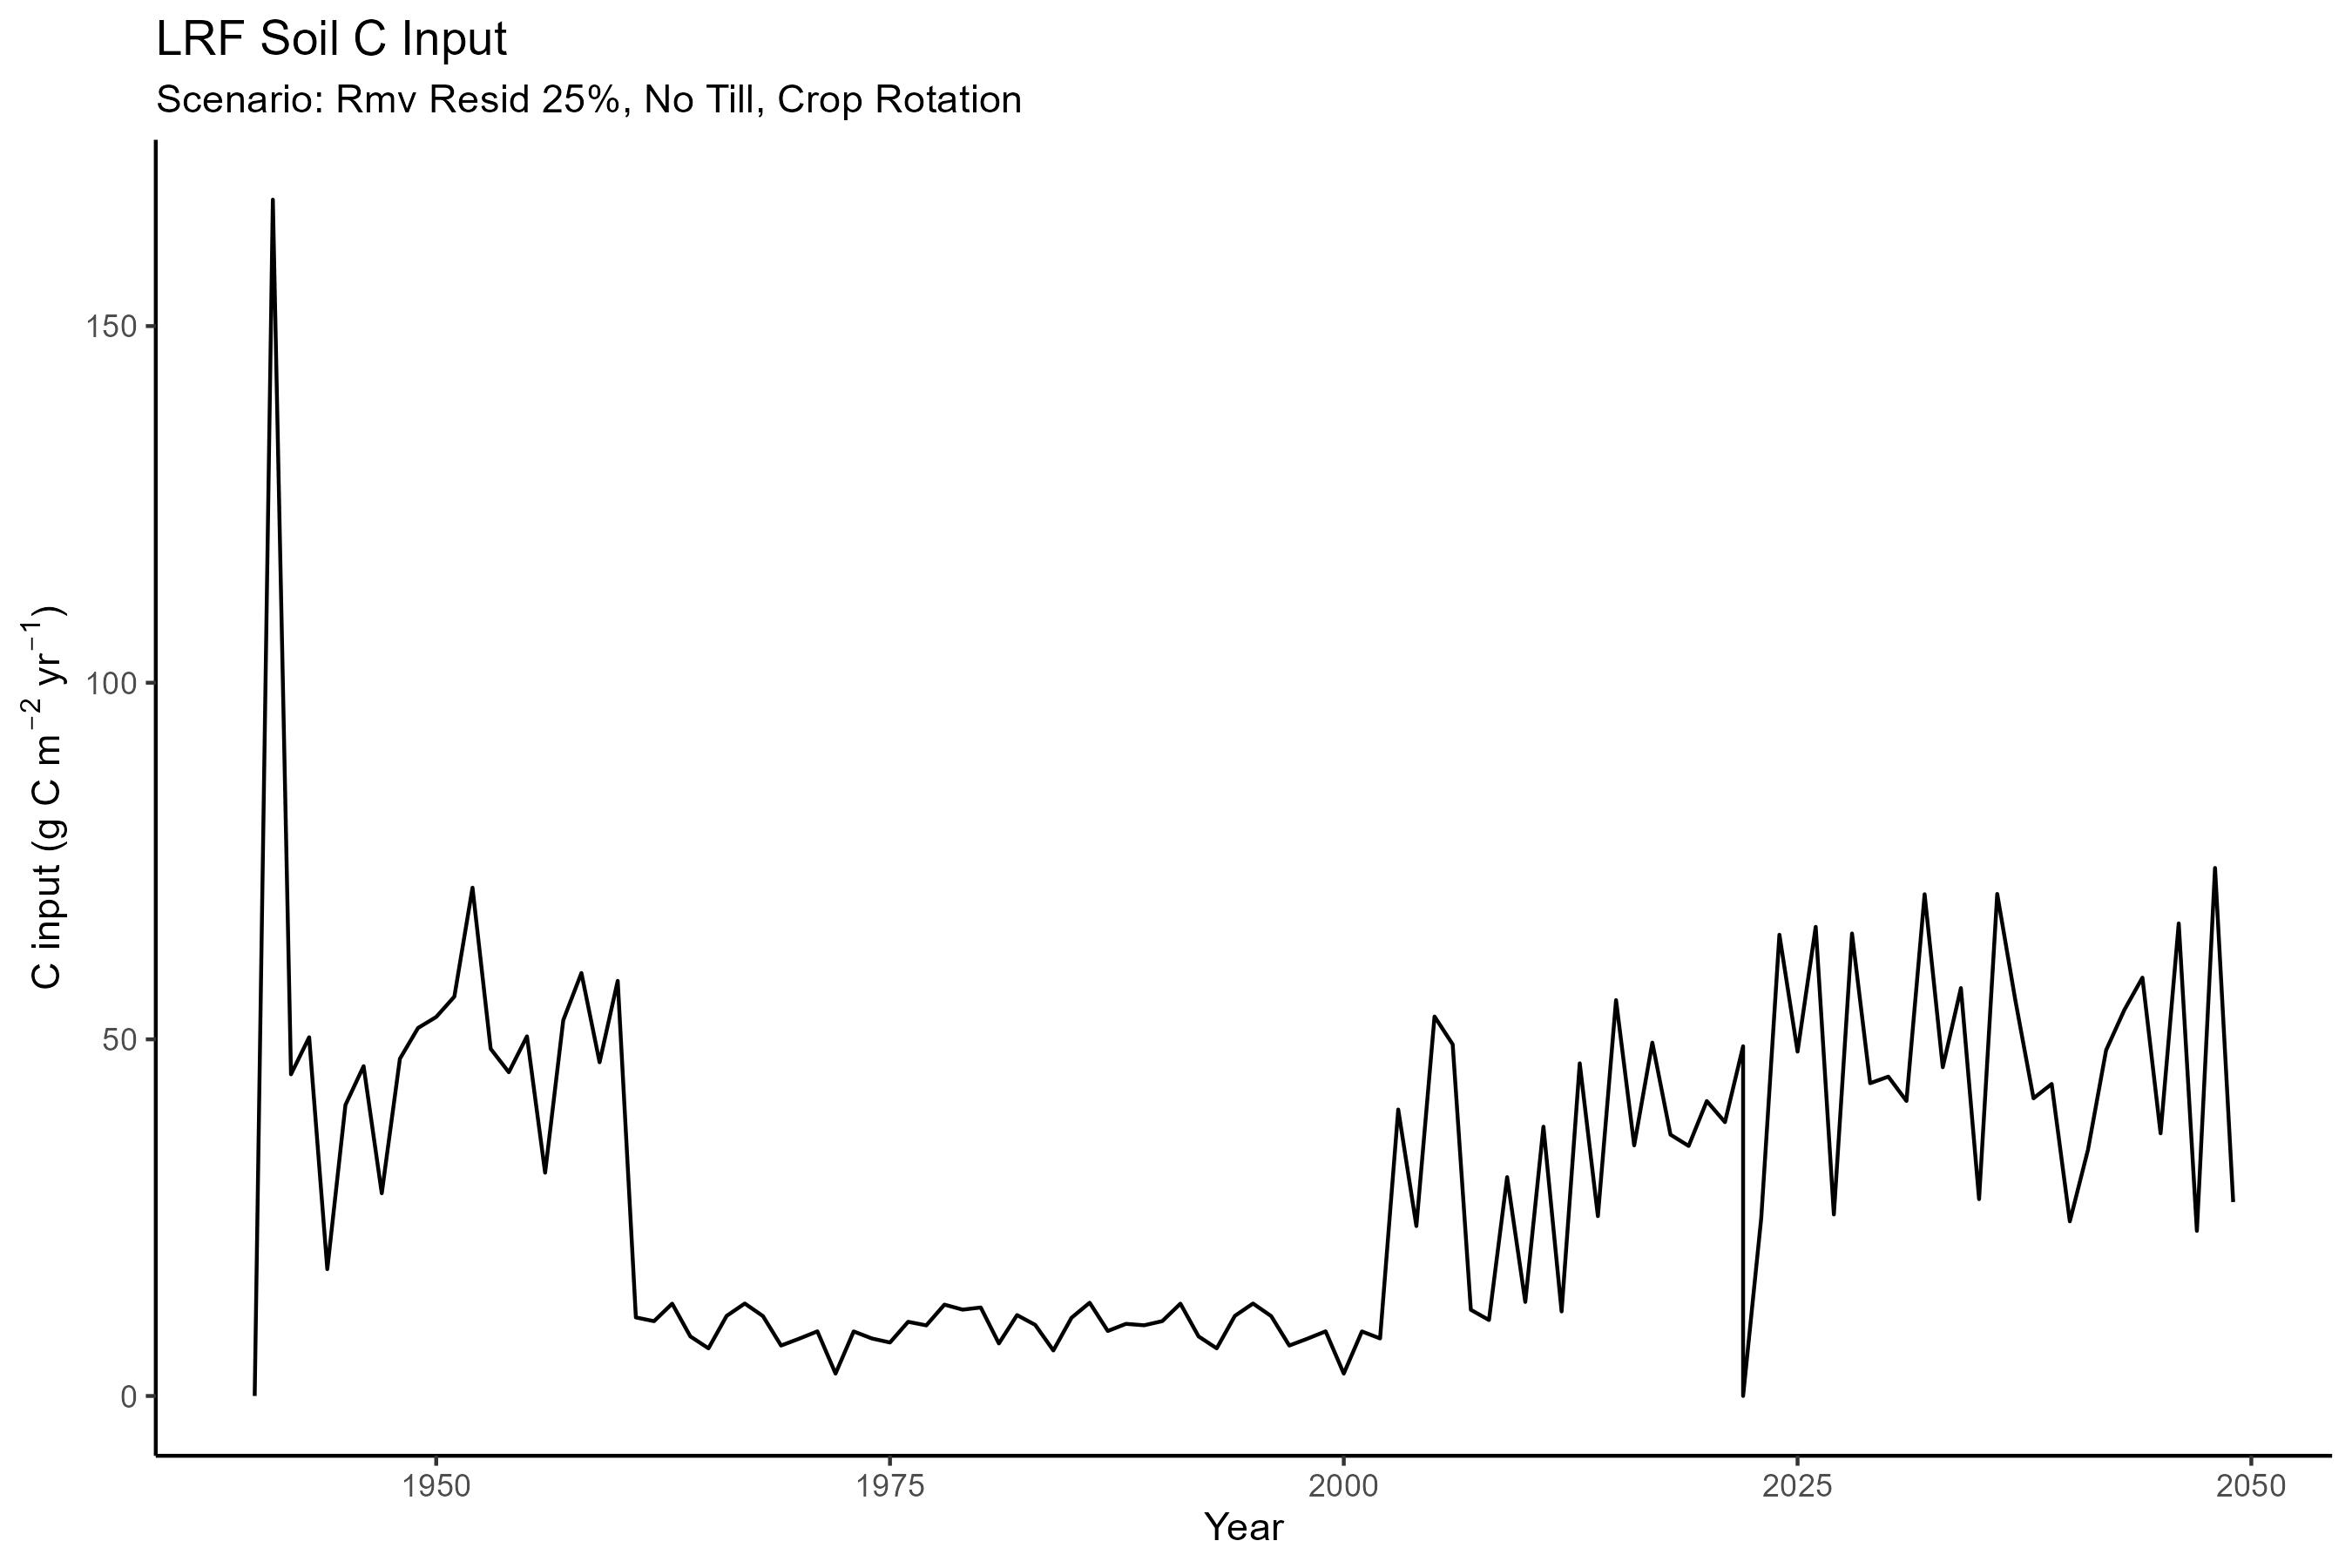 LRF Soil C Input
Scenario: Rmv Resid 25%, No Till, Crop Rotation
C input (g C m⁻² yr⁻¹)
150
100
50
0
1950 1975 2000 2025 2050
Year